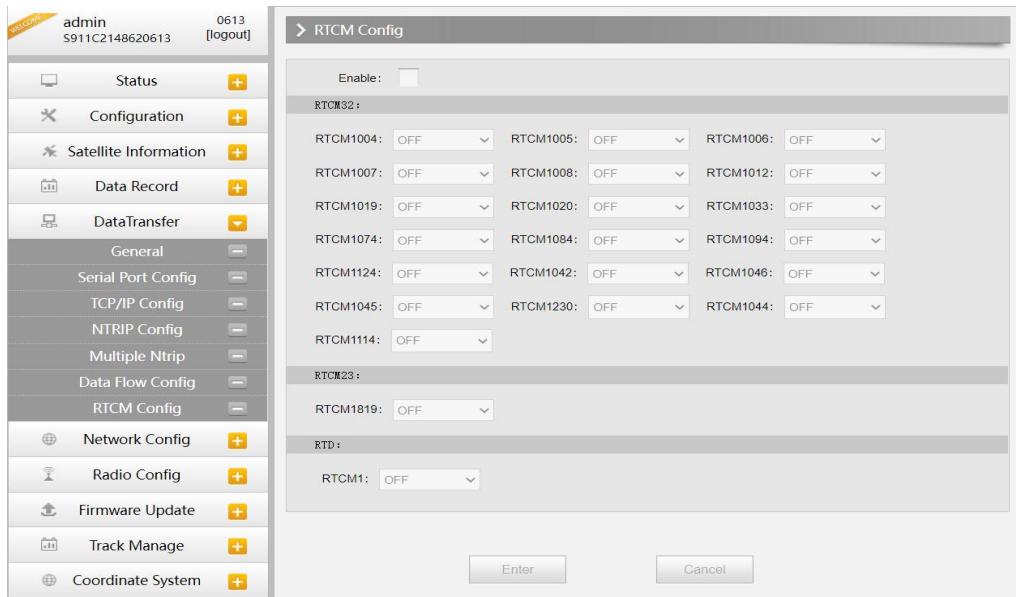 WELCOME
admin 0613
S911C2148620613 [logout]
Status
Configuration
Satellite Information
Data Record
DataTransfer
General
Serial Port Config
TCP/IP Config
NTRIP Config
Multiple Ntrip
Data Flow Config
RTCM Config
Network Config
Radio Config
Firmware Update
Track Manage
Coordinate System
RTCM Config
Enable:
RTCM32:
RTCM1004: OFF RTCM1005: OFF RTCM1006: OFF
RTCM1007: OFF RTCM1008: OFF RTCM1012: OFF
RTCM1019: OFF RTCM1020: OFF RTCM1033: OFF
RTCM1074: OFF RTCM1084: OFF RTCM1094: OFF
RTCM1124: OFF RTCM1042: OFF RTCM1046: OFF
RTCM1045: OFF RTCM1230: OFF RTCM1044: OFF
RTCM1114: OFF
RTCM23:
RTCM1819: OFF
RTD:
RTCM1: OFF
Enter Cancel